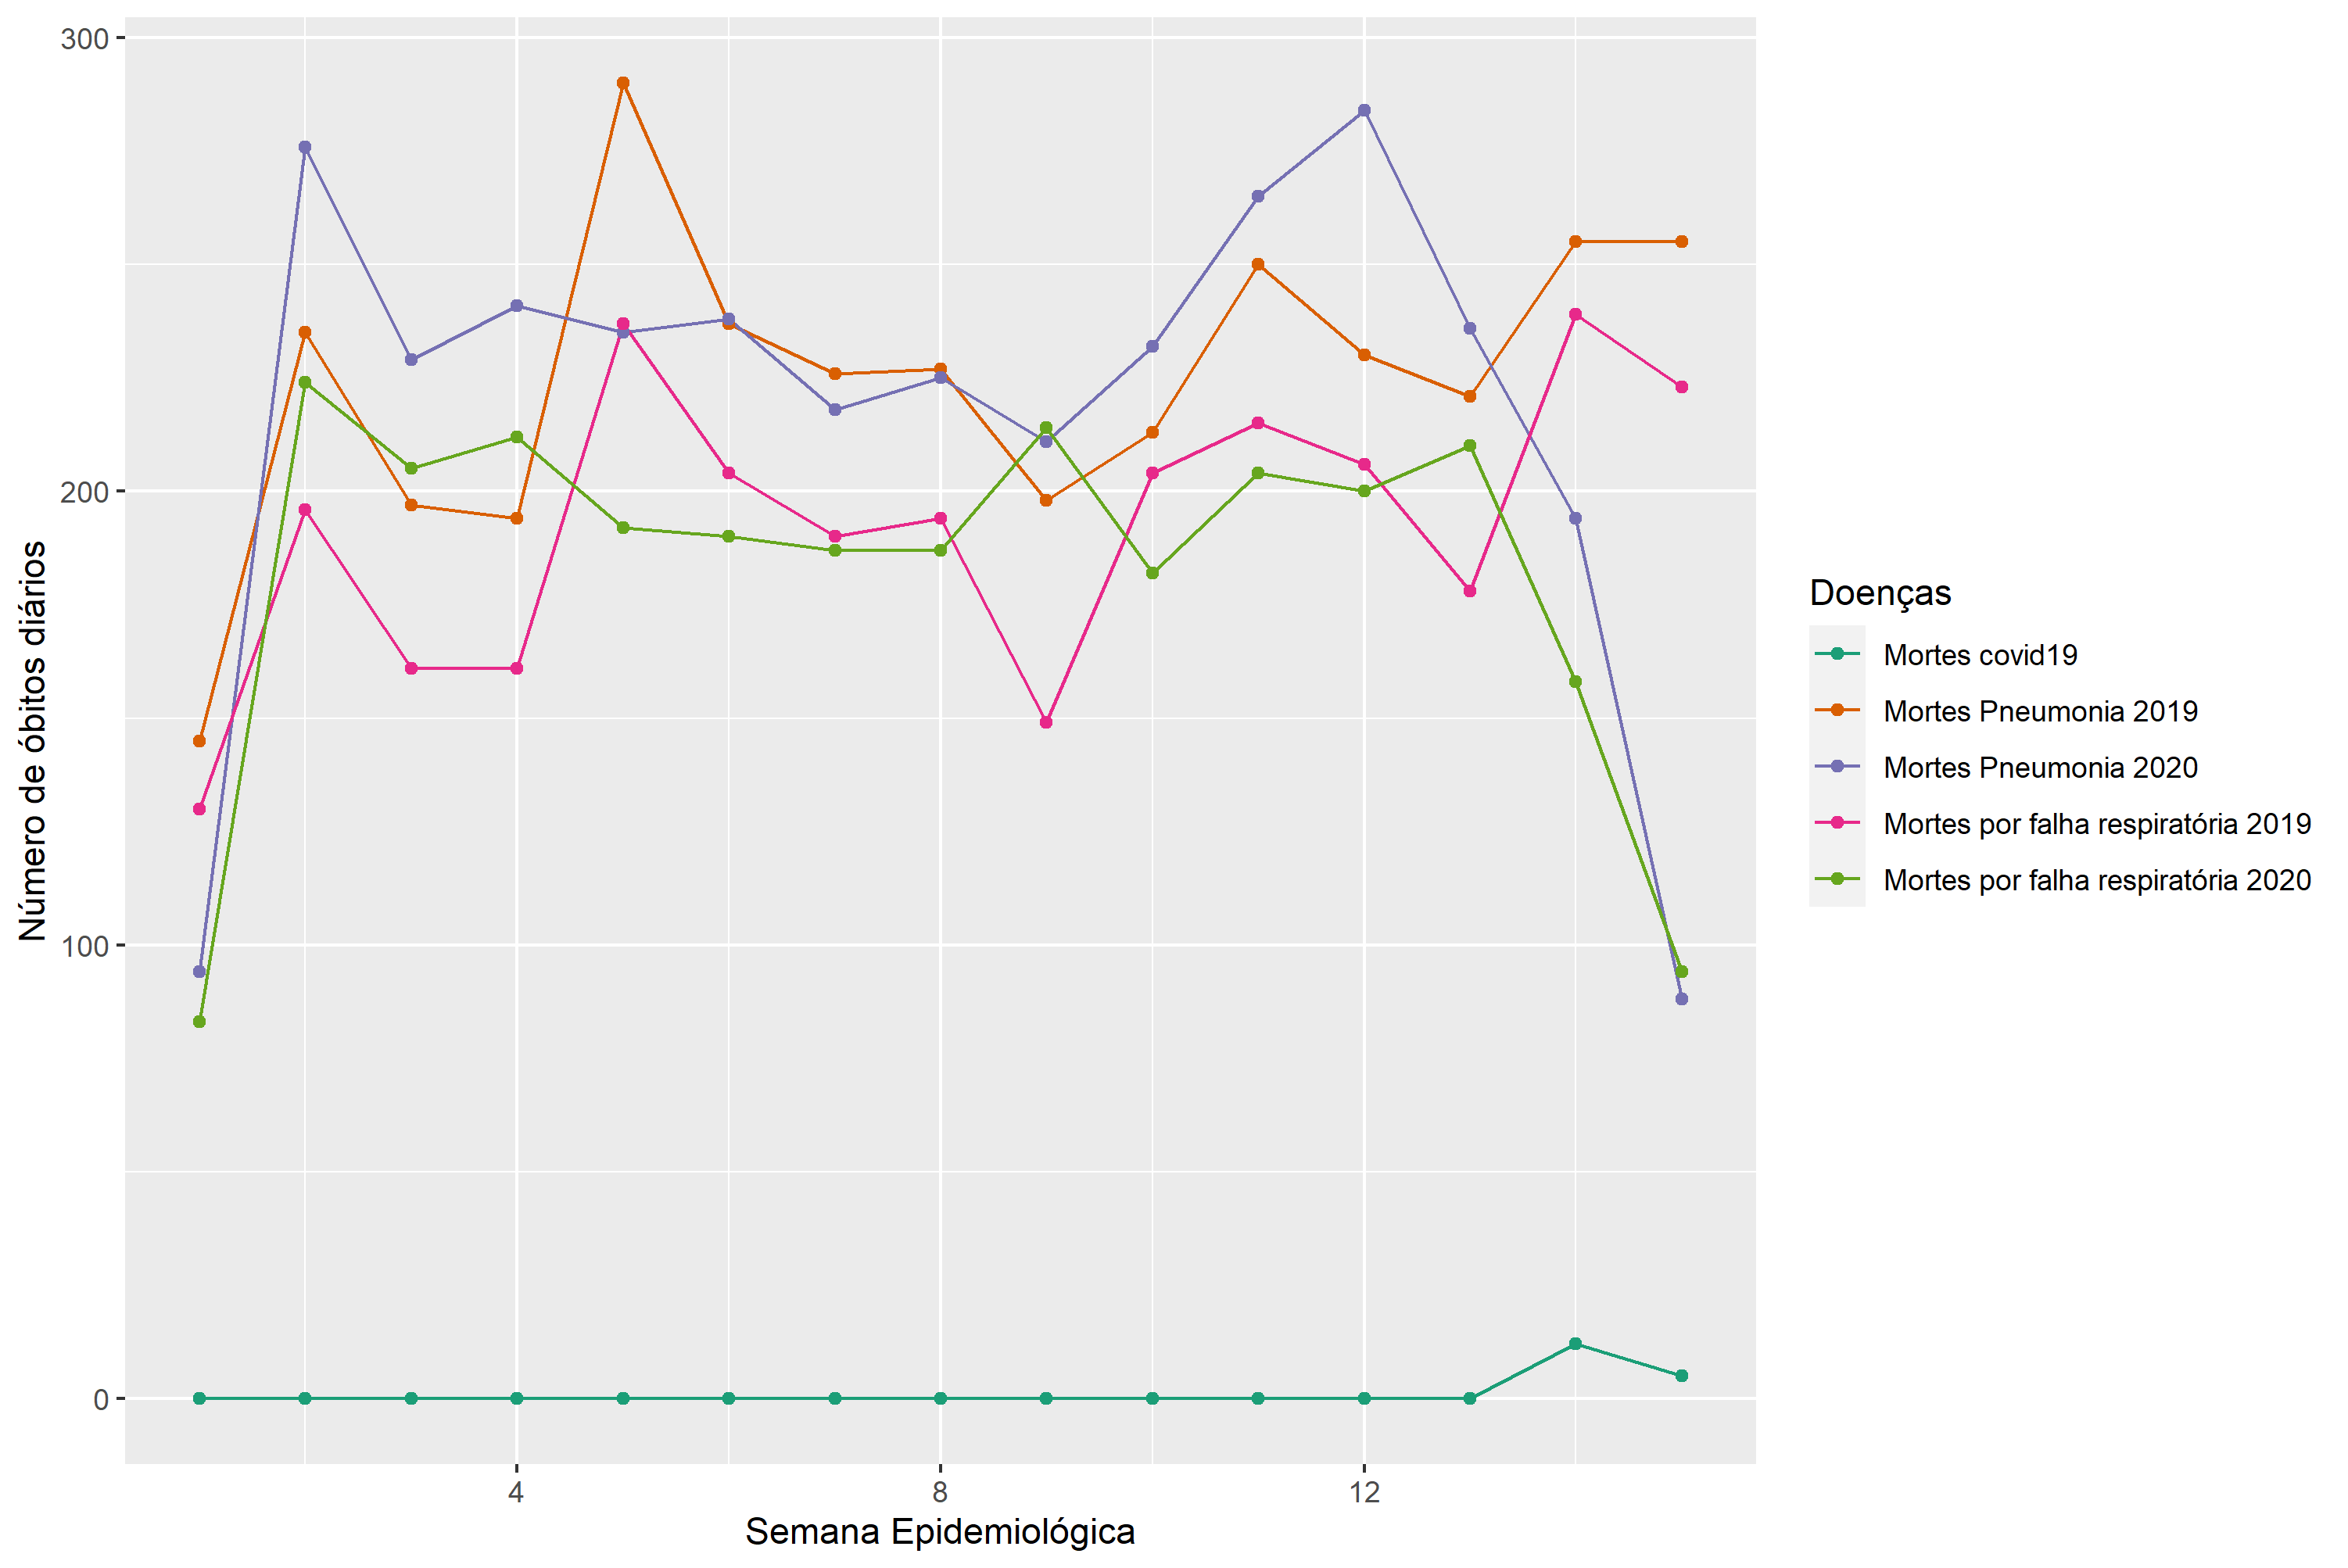 300
200
100
0
Número de óbitos diários
4
8
12
Semana Epidemiológica
Doenças
Mortes covid19
Mortes Pneumonia 2019
Mortes Pneumonia 2020
Mortes por falha respiratória 2019
Mortes por falha respiratória 2020